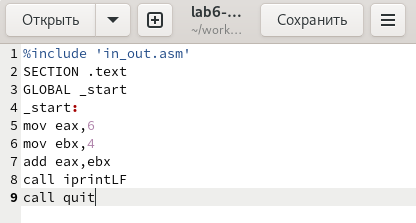 Открыть
lab6-...
~/work...
Сохранить
1 %include 'in_out.asm'
2 SECTION .text
3 GLOBAL _start
4 _start:
5 mov eax,6
6 mov ebx,4
7 add eax,ebx
8 call iprintLF
9 call quit